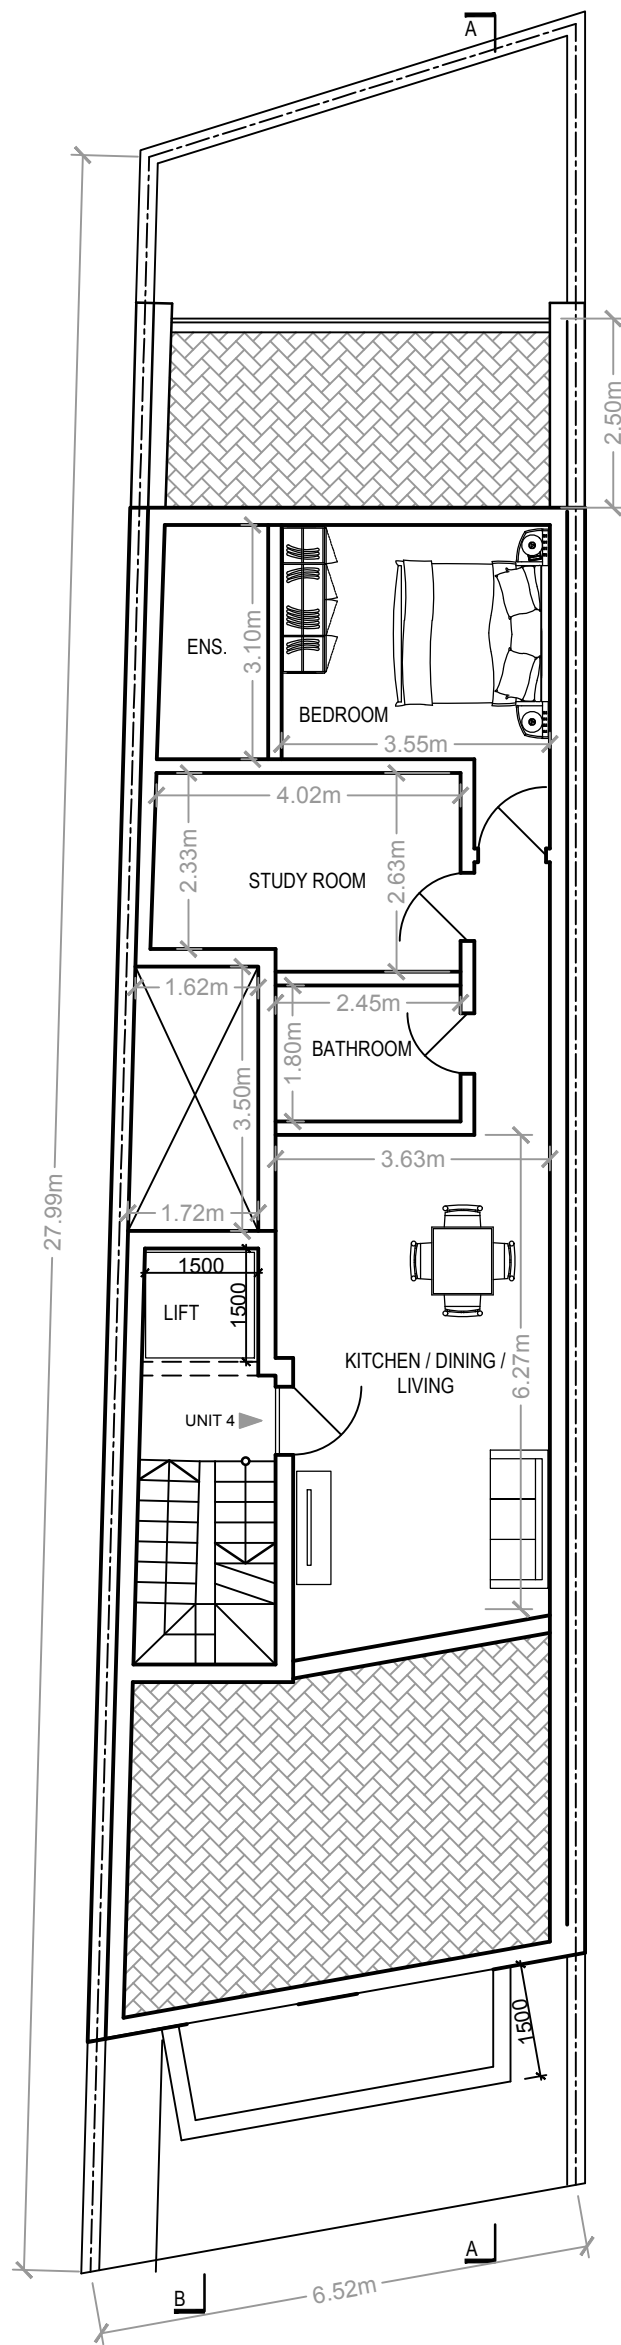 A
2.50m
ENS.
3.10m
BEDROOM
3.55m
4.02m
2.33m
STUDY ROOM
2.63m
1.62m
2.45m
1.80m
BATHROOM
3.50m
3.63m
27.99m
1.72m
1500
LIFT
1500
KITCHEN / DINING /
LIVING
6.27m
UNIT 4
1500
A
B
6.52m